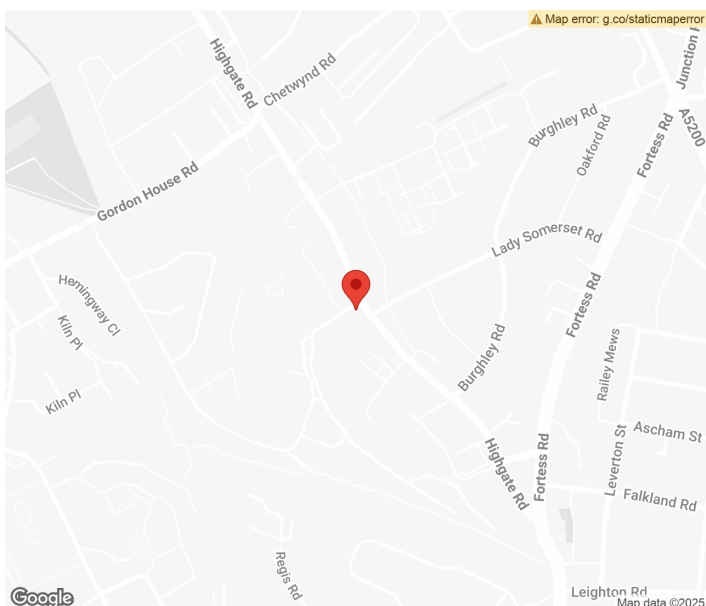 Map error: g.co/staticmaperror
Highgate Rd
Chetwynd Rd
Junction R
A5200
Burghley Rd
Oakford Rd
Fortess Rd
Gordon House Rd
Lady Somerset Rd
Hemingway Cl
Fortess Rd
Kiln Pl
Burghley Rd
Railey Mews
Kiln Pl
Ascham St
Leverton St
Highgate Rd
Fortess Rd
Falkland Rd
Regis Rd
Leighton Rd
Google
Map data ©2025